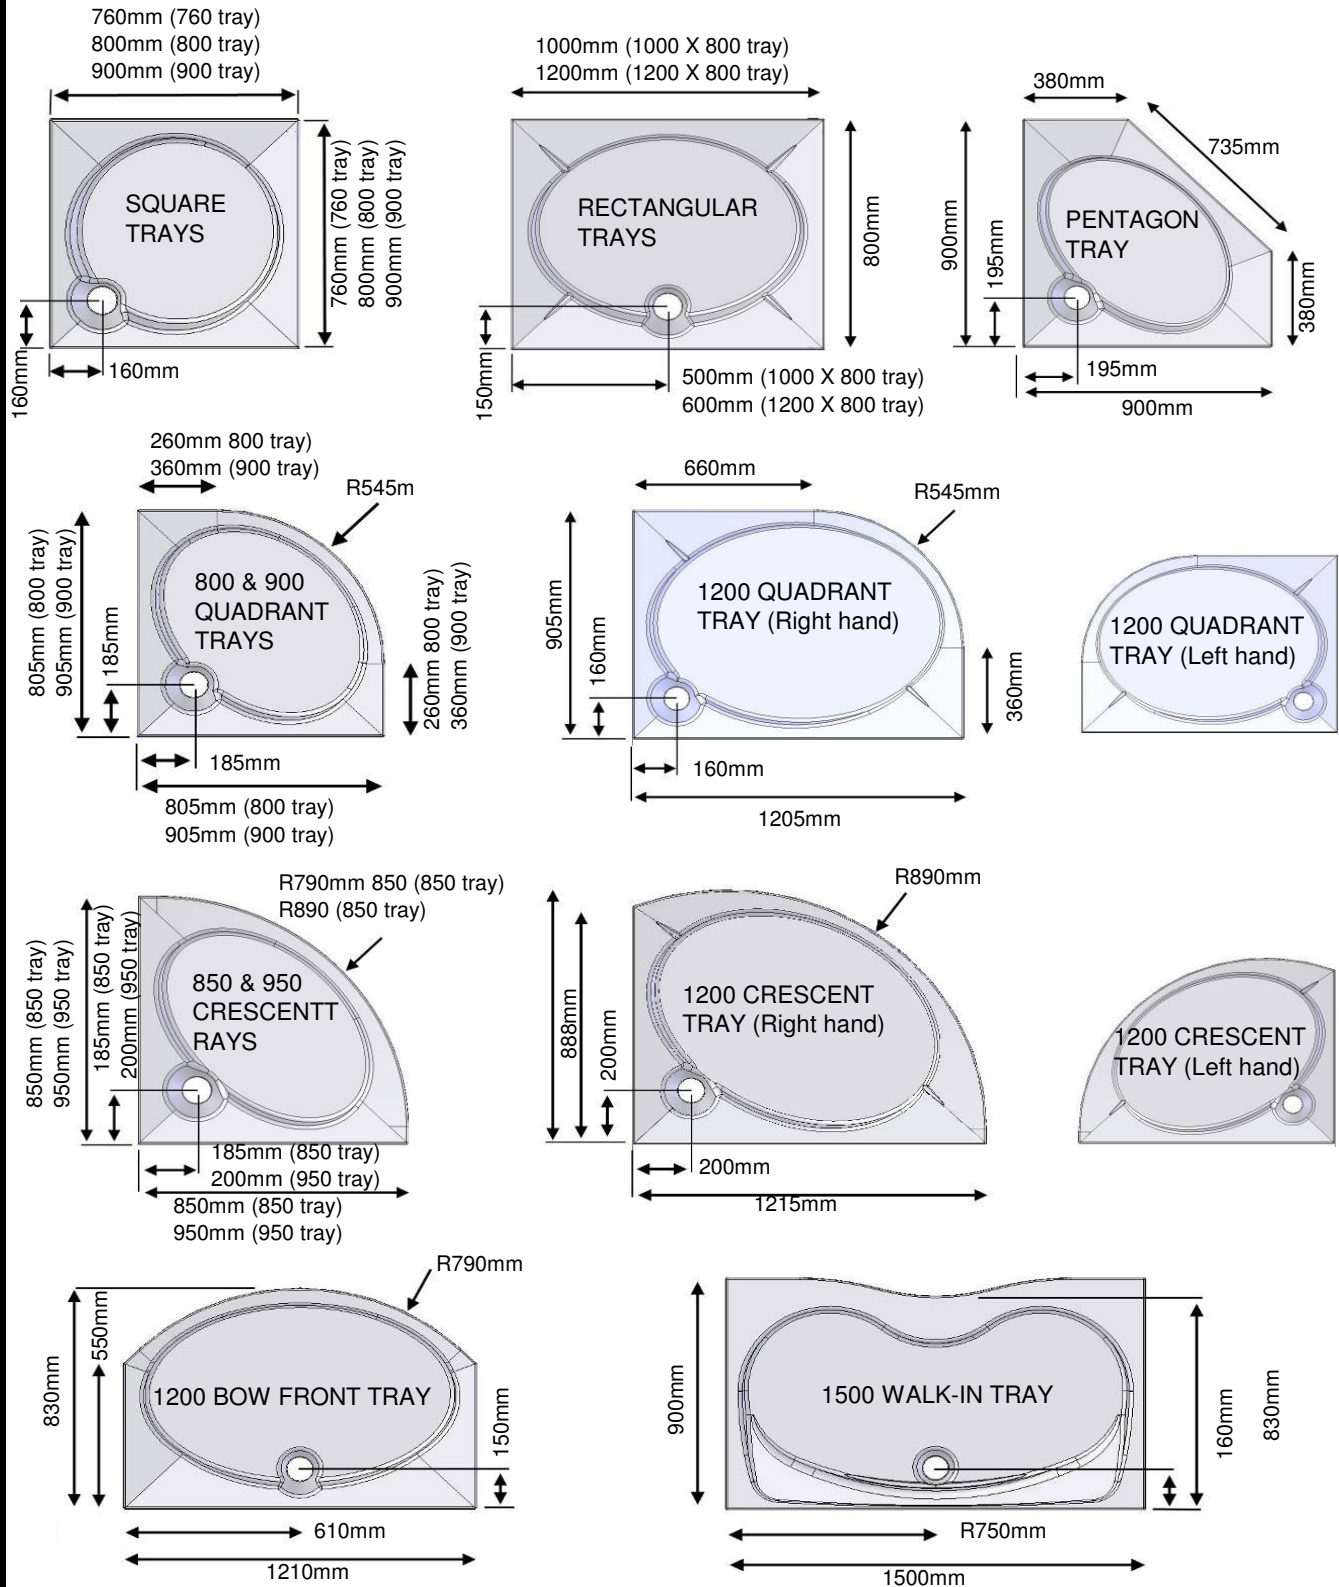 760mm (760 tray)
800mm (800 tray)
900mm (900 tray)
SQUARE
TRAYS
760mm (760 tray)
800mm (800 tray)
900mm (900 tray)
160mm
160mm
1000mm (1000 X 800 tray)
1200mm (1200 X 800 tray)
RECTANGULAR
TRAYS
800mm
150mm
500mm (1000 X 800 tray)
600mm (1200 X 800 tray)
380mm
735mm
PENTAGON
TRAY
900mm
195mm
380mm
195mm
900mm
260mm 800 tray)
360mm (900 tray)
R545m
800 & 900
QUADRANT
TRAYS
805mm (800 tray)
905mm (900 tray)
185mm
260mm 800 tray)
360mm (900 tray)
185mm
805mm (800 tray)
905mm (900 tray)
660mm
R545mm
1200 QUADRANT
TRAY (Right hand)
905mm
160mm
360mm
160mm
1205mm
1200 QUADRANT
TRAY (Left hand)
R790mm 850 (850 tray)
R890 (850 tray)
850 & 950
CRESCENTT
RAYS
850mm (850 tray)
950mm (950 tray)
185mm (850 tray)
200mm (950 tray)
185mm (850 tray)
200mm (950 tray)
850mm (850 tray)
950mm (950 tray)
R890mm
1200 CRESCENT
TRAY (Right hand)
888mm
200mm
200mm
1215mm
1200 CRESCENT
TRAY (Left hand)
R790mm
830mm
550mm
1200 BOW FRONT TRAY
150mm
610mm
1210mm
900mm
1500 WALK-IN TRAY
160mm
830mm
R750mm
1500mm